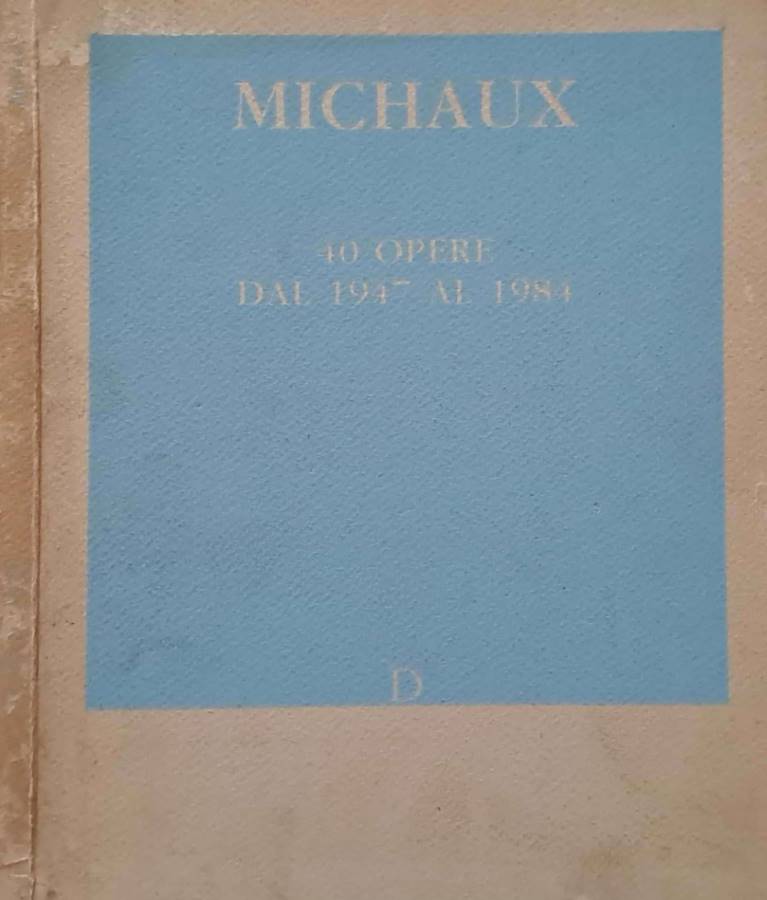 MICHAUX
40 OPERE
DAL 1947 AL 1984
D